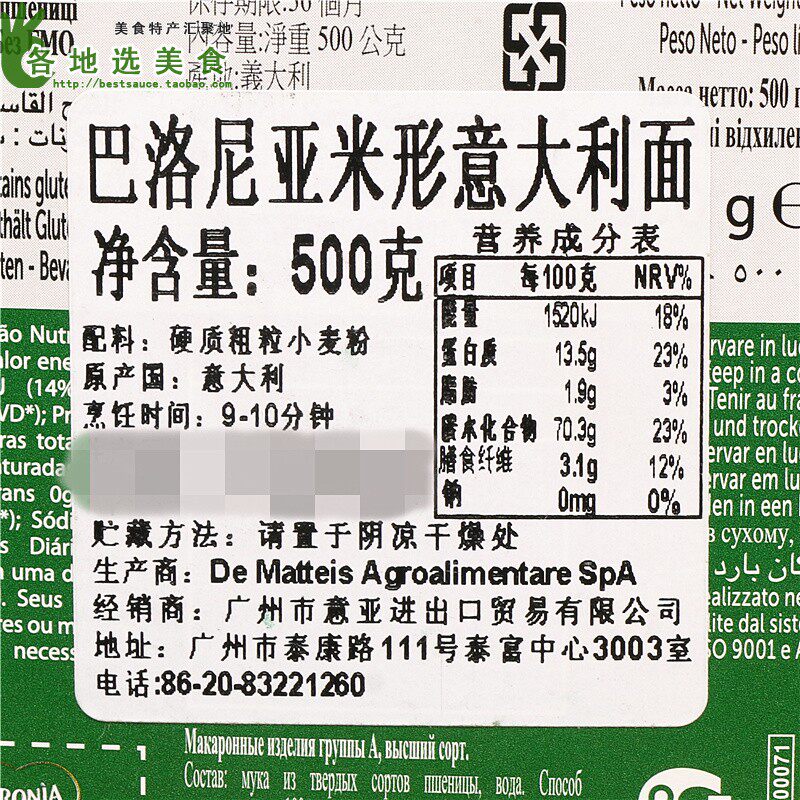 美食特产汇聚地
各地选美食
http://bestsauce.taobao.com
內容量:淨重 500 公克
產地:義大利
Peso Neto - Peso lí
Масса нетто: 500 г
і відхилен
g e
巴洛尼亚米形意大利面
净含量：500克
营养成分表
项目 每100克 NRV%
能量 1520kJ 18%
蛋白质 13.5g 23%
脂肪 1.9g 3%
碳水化合物 70.3g 23%
膳食纤维 3.1g 12%
钠 0mg 0%
配料：硬质粗粒小麦粉
原产国：意大利
烹饪时间：9-10分钟
贮藏方法：请置于阴凉干燥处
生产商：De Matteis Agroalimentare SpA
经销商：广州市意亚进出口贸易有限公司
地址：广州市泰康路111号泰富中心3003室
电话:86-20-83221260
Макаронные изделия группы А, высший сорт.
Состав: мука из твердых сортов пшеницы, вода. Способ
00071